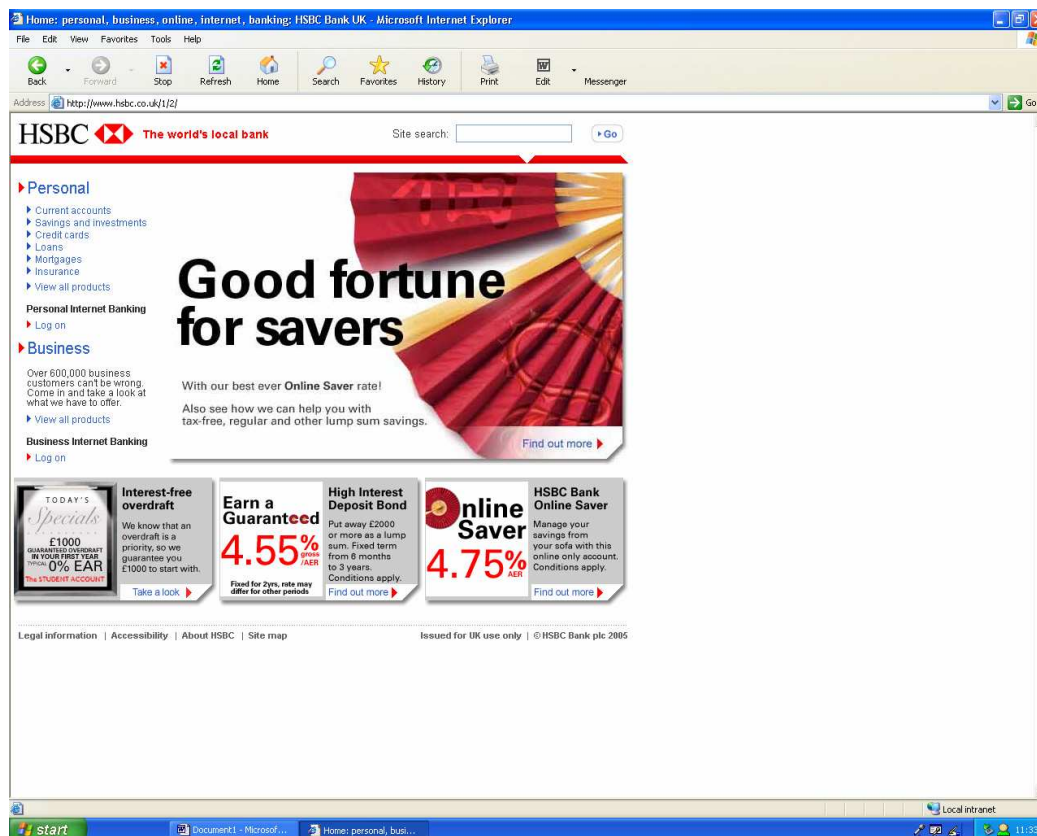 Home: personal, business, online, internet, banking: HSBC Bank UK - Microsoft Internet Explorer
File Edit View Favorites Tools Help
Back Forward Stop Refresh Home Search Favorites History Print Edit Messenger
Address http://www.hsbc.co.uk/1/2/ Go
HSBC The world's local bank Site search: Go
Personal
Current accounts
Savings and investments
Credit cards
Loans
Mortgages
Insurance
View all products
Personal Internet Banking
Log on
Business
Over 600,000 business
customers can't be wrong.
Come in and take a look at
what we have to offer.
View all products
Business Internet Banking
Log on
Good fortune
for savers
With our best ever Online Saver rate!
Also see how we can help you with
tax-free, regular and other lump sum savings.
Find out more
TODAY'S
Specials
£1000
GUARANTEED OVERDRAFT
IN YOUR FIRST YEAR
TYPICAL 0% EAR
The STUDENT ACCOUNT
Interest-free
overdraft
We know that an
overdraft is a
priority, so we
guarantee you
£1000 to start with.
Take a look
Earn a
Guaranteed
4.55% gross /AER
Fixed for 2yrs, rate may
differ for other periods
High Interest
Deposit Bond
Put away £2000
or more as a lump
sum. Fixed term
from 6 months
to 3 years.
Conditions apply.
Find out more
Online
Saver
4.75% AER
HSBC Bank
Online Saver
Manage your
savings from
your sofa with this
online only account.
Conditions apply.
Find out more
Legal information | Accessibility | About HSBC | Site map Issued for UK use only | © HSBC Bank plc 2005
Local intranet
start Document1 - Microsof... Home: personal, busi... 11:33